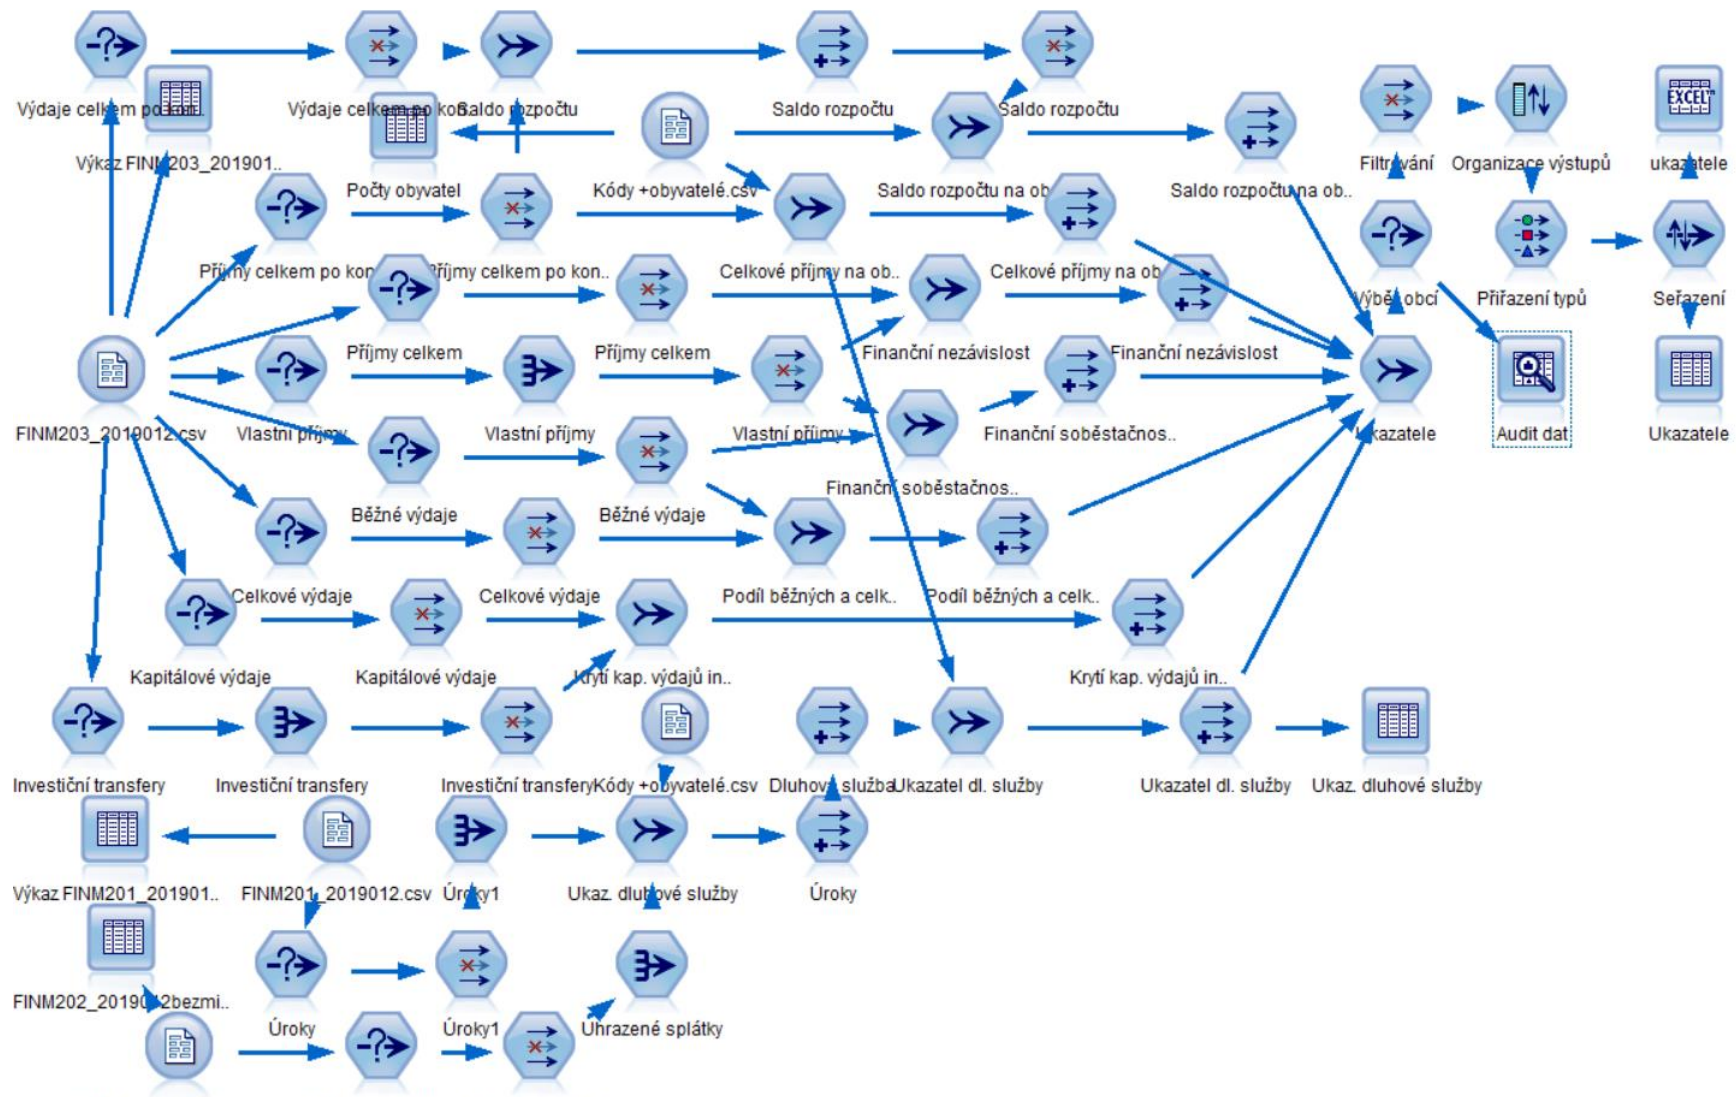 Výdaje celkem po kon..
Výdaje celkem po kon..
Saldo rozpočtu
Saldo rozpočtu
Saldo rozpočtu
EXCEL
Výkaz FINM203_201901..
Filtrování
Organizace výstupů
ukazatele
Počty obyvatel
Kódy +obyvatelé.csv
Saldo rozpočtu na ob..
Saldo rozpočtu na ob..
Příjmy celkem po kon..
Příjmy celkem po kon..
Celkové příjmy na ob..
Celkové příjmy na ob..
Výběr obcí
Přiřazení typů
Seřazení
Příjmy celkem
Příjmy celkem
Finanční nezávislost
Finanční nezávislost
FINM203_2019012.csv
Vlastní příjmy
Vlastní příjmy
Vlastní příjmy
Finanční soběstačnos..
Ukazatele
Audit dat
Ukazatele
Finanční soběstačnos..
Běžné výdaje
Běžné výdaje
Celkové výdaje
Celkové výdaje
Podíl běžných a celk..
Podíl běžných a celk..
Kapitálové výdaje
Kapitálové výdaje
Krytí kap. výdajů in..
Krytí kap. výdajů in..
Investiční transfery
Investiční transfery
Investiční transfery
Kódy +obyvatelé.csv
Dluhová služba
Ukazatel dl. služby
Ukazatel dl. služby
Ukaz. dluhové služby
Výkaz FINM201_201901..
FINM201_2019012.csv
Úroky1
Ukaz. dluhové služby
Úroky
FINM202_2019012bezmi..
Úroky
Úroky1
Uhrazené splátky